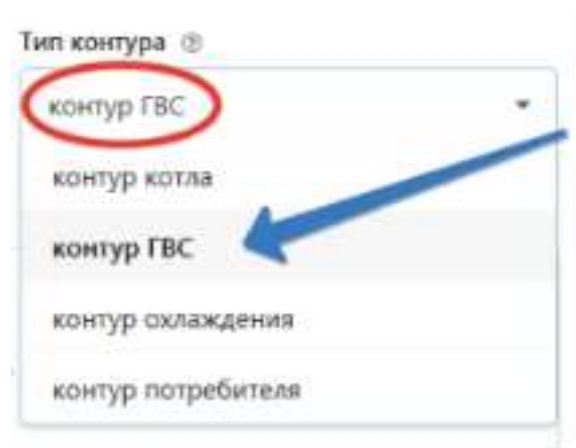 Тип контура
контур ГВС
контур котла
контур ГВС
контур охлаждения
контур потребителя